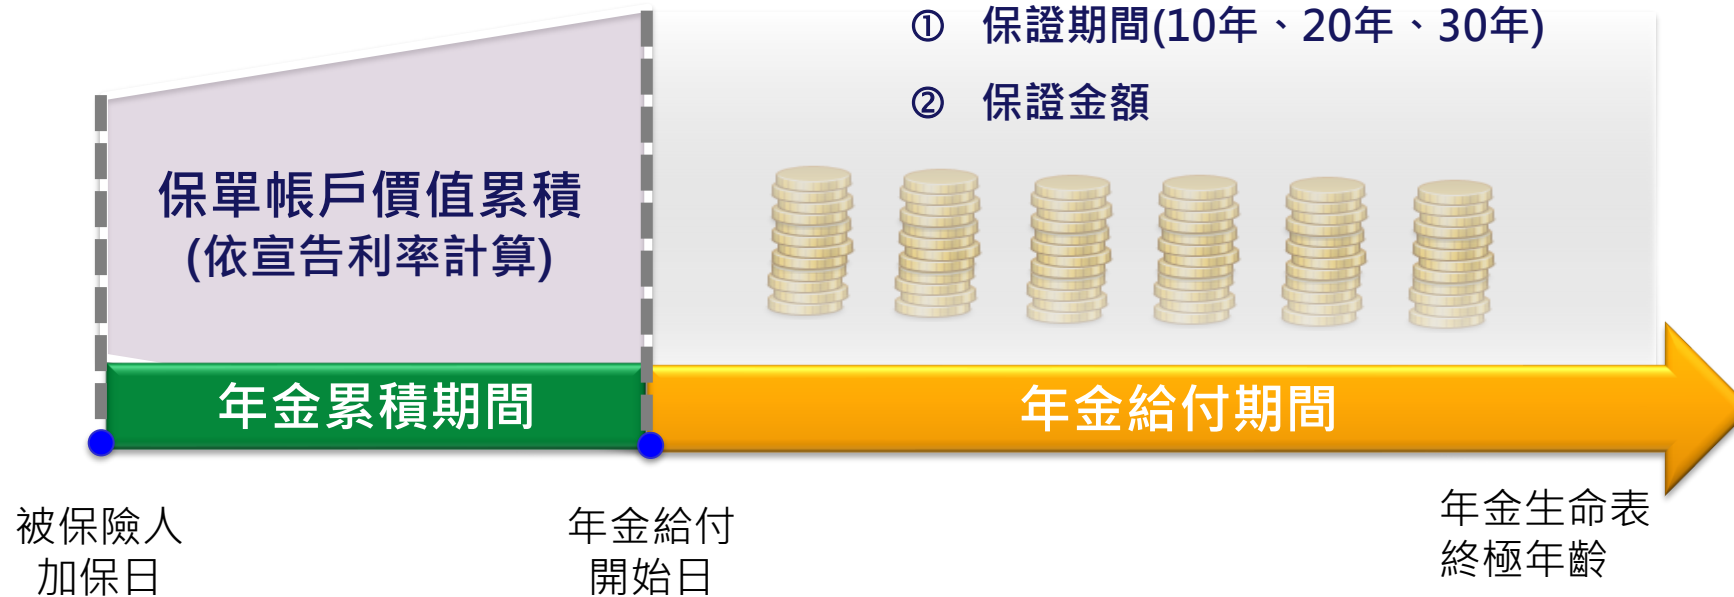 ① 保證期間(10年、20年、30年)
② 保證金額
保單帳戶價值累積
(依宣告利率計算)
年金累積期間
年金給付期間
被保險人
加保日
年金給付
開始日
年金生命表
終極年齡